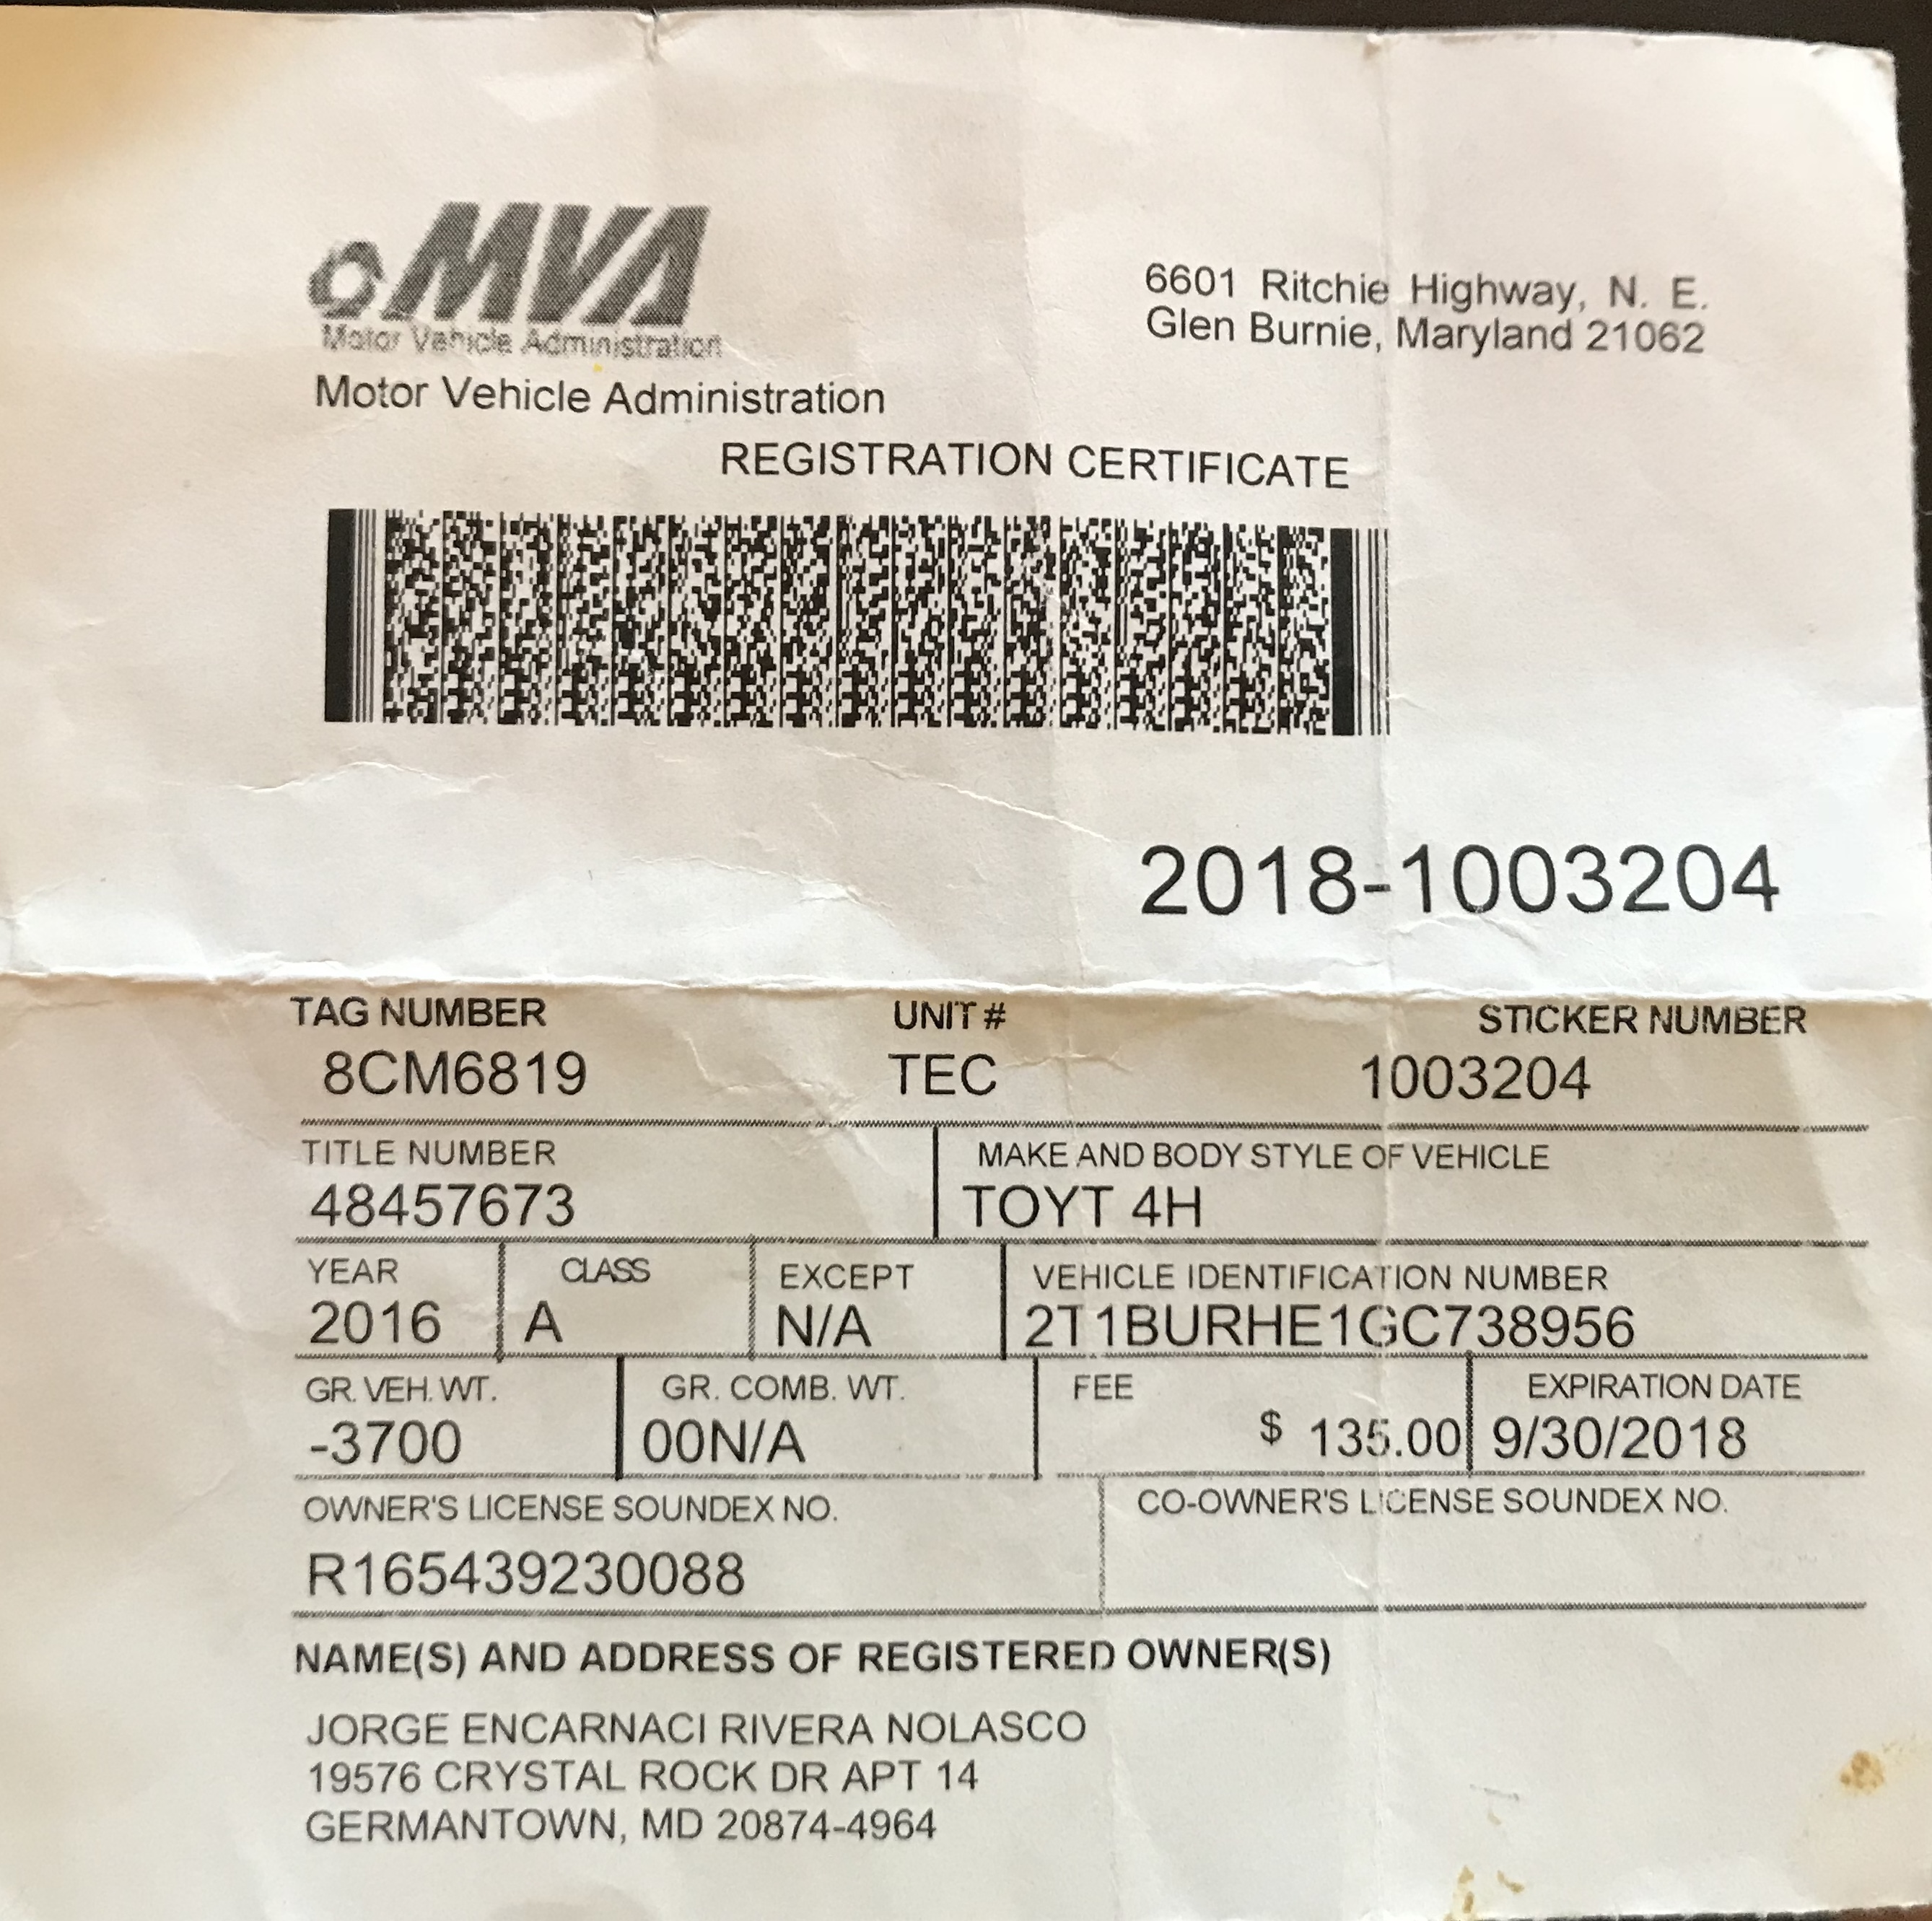 MVA
Motor Vehicle Administration
Motor Vehicle Administration
6601 Ritchie Highway, N. E.
Glen Burnie, Maryland 21062
REGISTRATION CERTIFICATE
2018-1003204
TAG NUMBER UNIT # STICKER NUMBER
8CM6819 TEC 1003204
TITLE NUMBER MAKE AND BODY STYLE OF VEHICLE
48457673 TOYT 4H
YEAR CLASS EXCEPT VEHICLE IDENTIFICATION NUMBER
2016 A N/A 2T1BURHE1GC738956
GR. VEH. WT. GR. COMB. WT. FEE EXPIRATION DATE
-3700 00N/A $ 135.00 9/30/2018
OWNER'S LICENSE SOUNDEX NO. CO-OWNER'S LICENSE SOUNDEX NO.
R165439230088
NAME(S) AND ADDRESS OF REGISTERED OWNER(S)
JORGE ENCARNACI RIVERA NOLASCO
19576 CRYSTAL ROCK DR APT 14
GERMANTOWN, MD 20874-4964